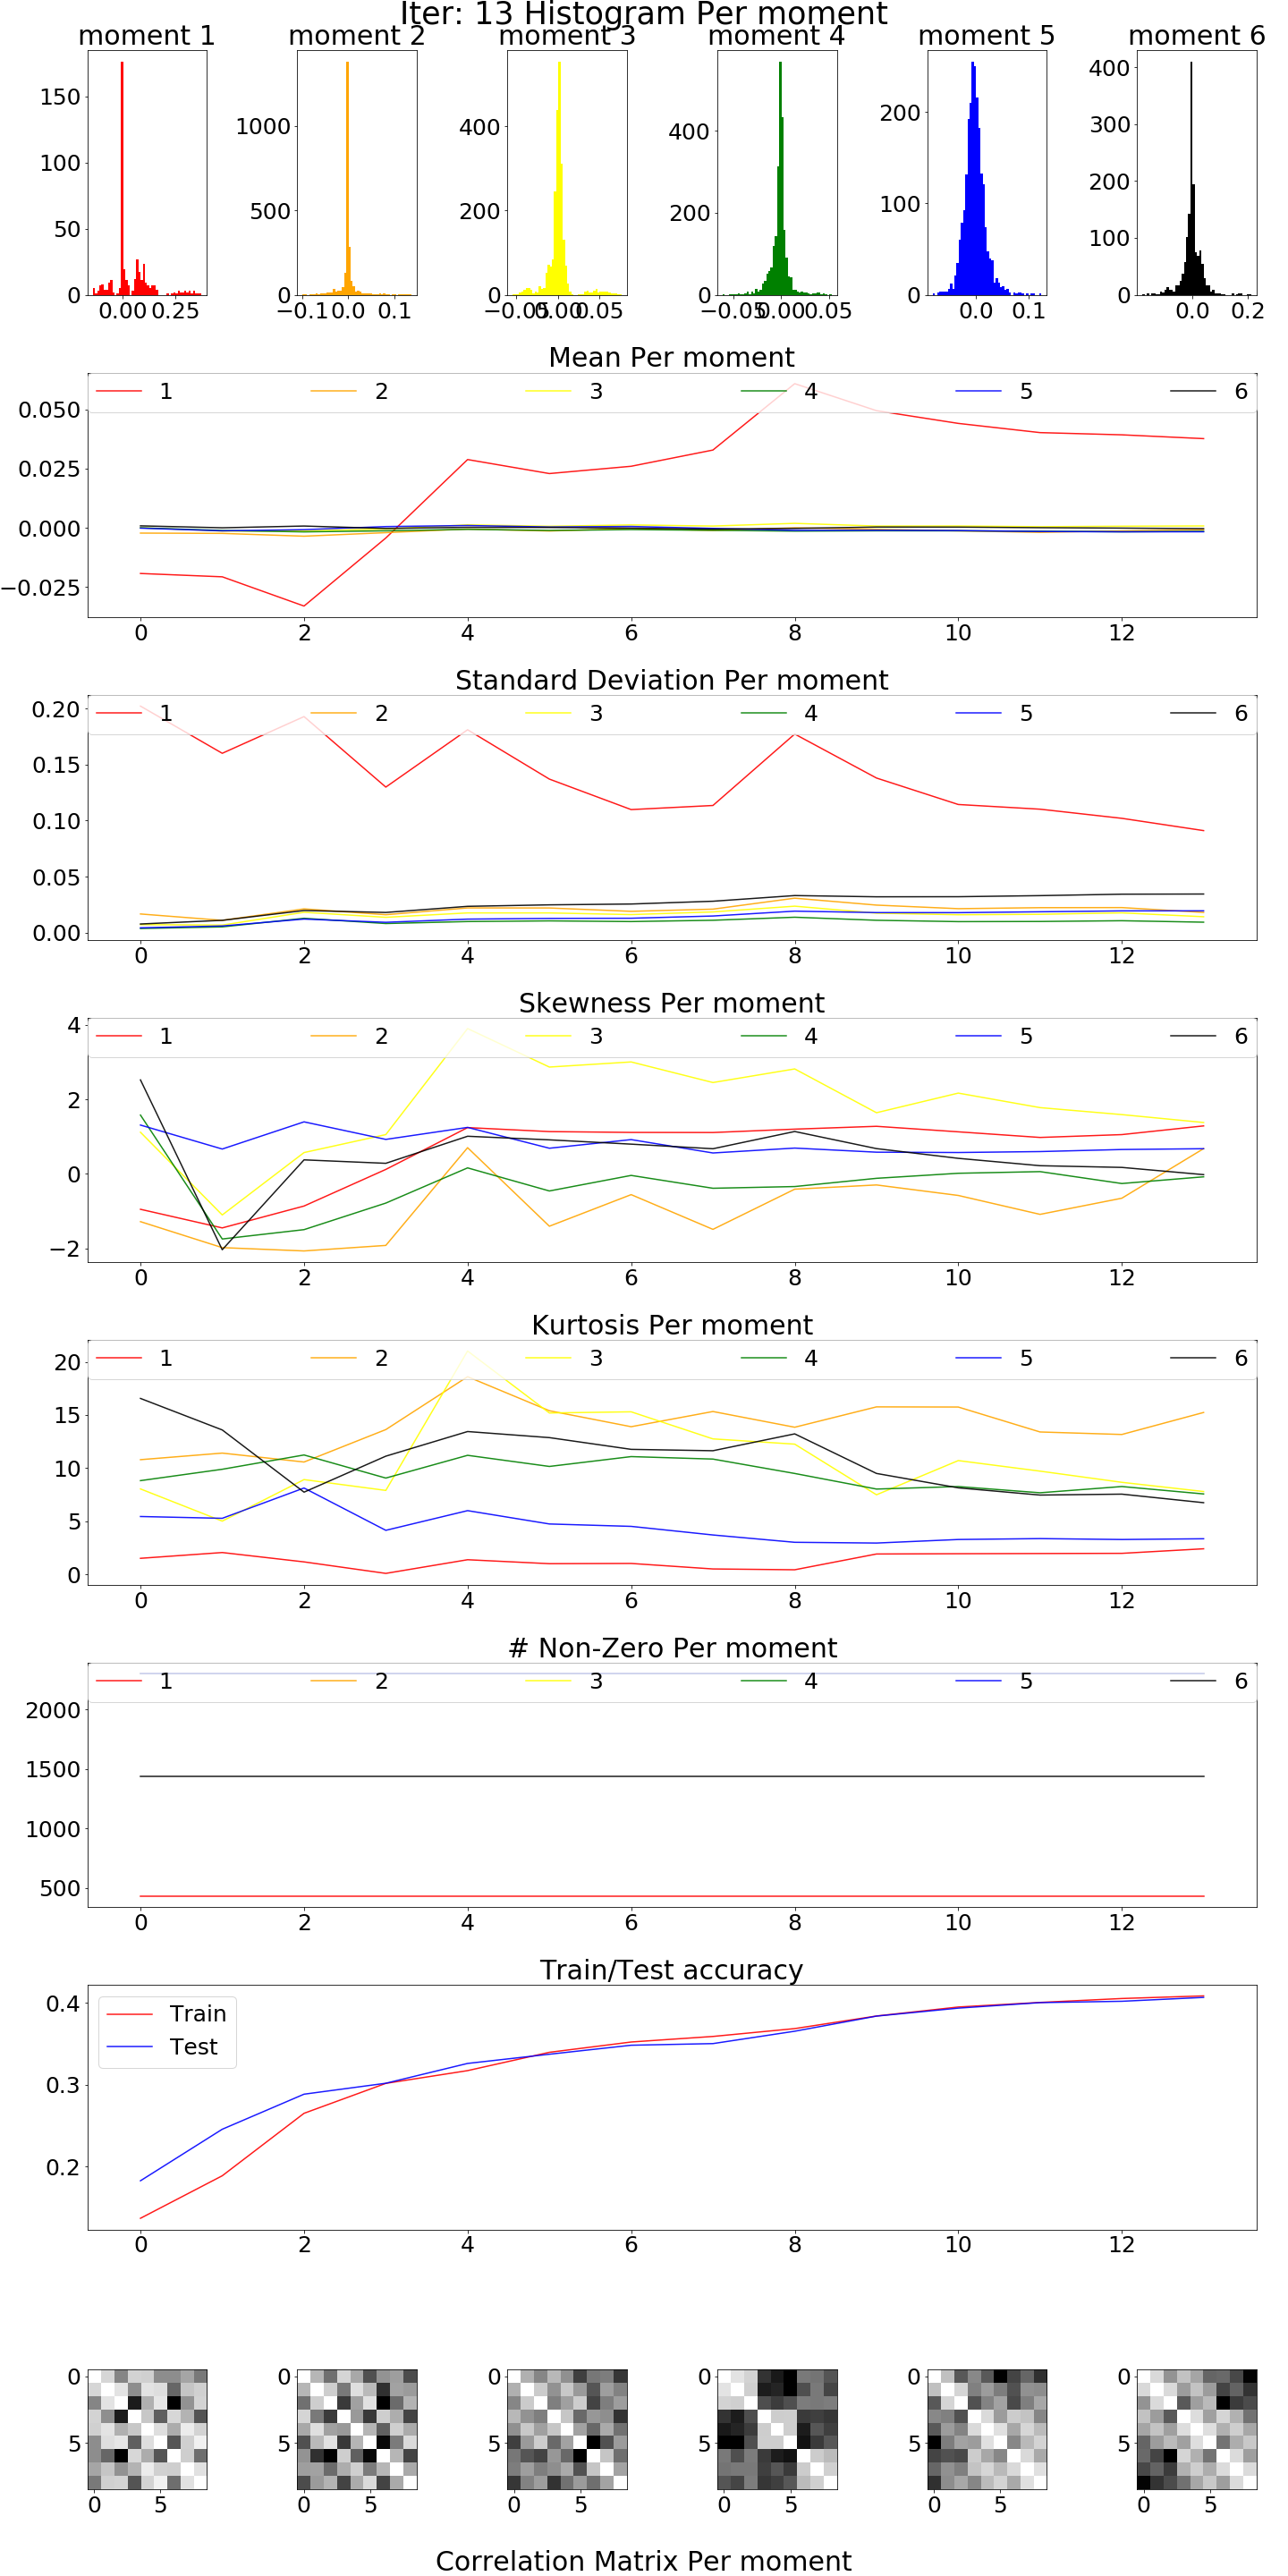 Iter: 13 Histogram Per moment
moment 1 moment 2 moment 3 moment 4 moment 5 moment 6
150
100
50
0
0.00 0.25
1000
500
0
−0.1 0.0 0.1
400
200
0
−0.05 0.00 0.05
400
200
0
−0.05 0.00 0.05
200
100
0
0.0 0.1
400
300
200
100
0
0.0 0.2
Mean Per moment
1 2 3 4 5 6
0.050
0.025
0.000
−0.025
0 2 4 6 8 10 12
Standard Deviation Per moment
1 2 3 4 5 6
0.20
0.15
0.10
0.05
0.00
0 2 4 6 8 10 12
Skewness Per moment
1 2 3 4 5 6
4
2
0
−2
0 2 4 6 8 10 12
Kurtosis Per moment
1 2 3 4 5 6
20
15
10
5
0
0 2 4 6 8 10 12
# Non-Zero Per moment
1 2 3 4 5 6
2000
1500
1000
500
0 2 4 6 8 10 12
Train/Test accuracy
Train
Test
0.4
0.3
0.2
0 2 4 6 8 10 12
0
5
0 5
0
5
0 5
0
5
0 5
0
5
0 5
0
5
0 5
0
5
0 5
Correlation Matrix Per moment